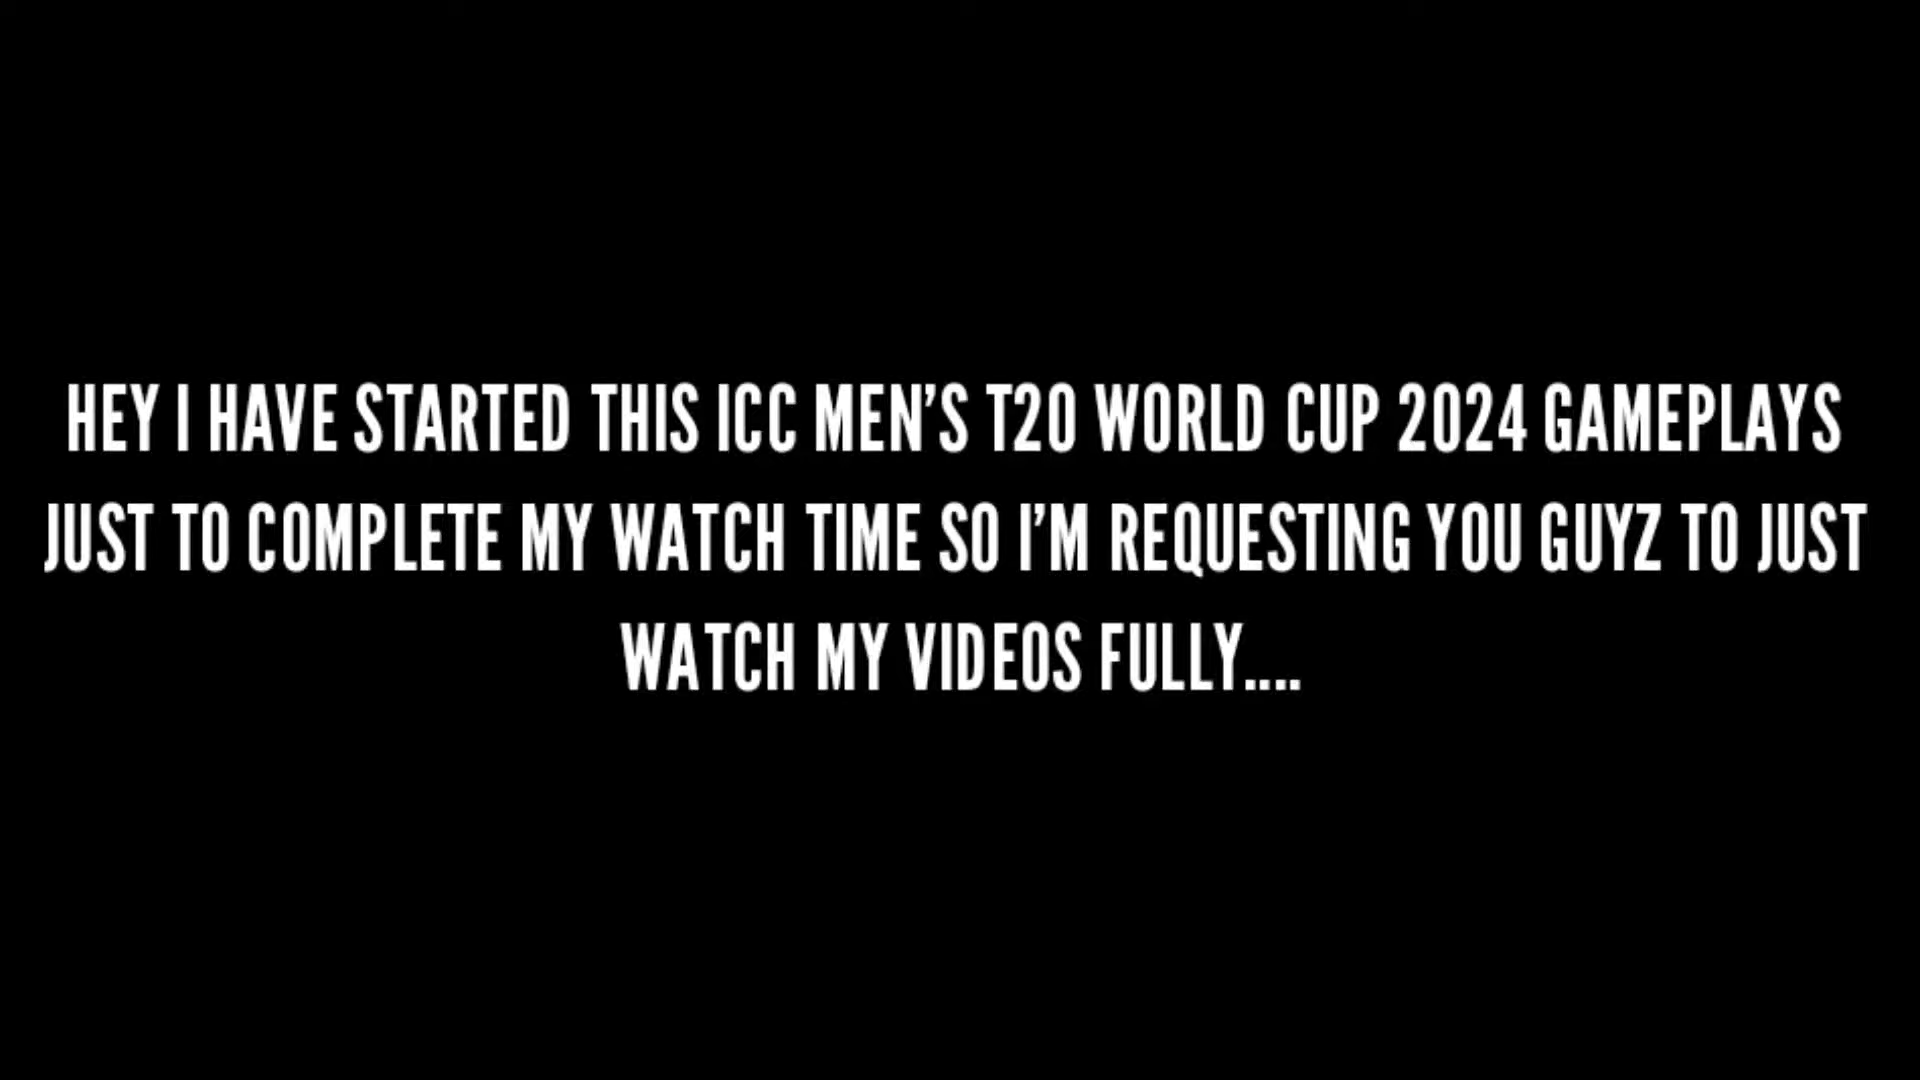 HEY I HAVE STARTED THIS ICC MEN’S T20 WORLD CUP 2024 GAMEPLAYS
JUST TO COMPLETE MY WATCH TIME SO I’M REQUESTING YOU GUYZ TO JUST
WATCH MY VIDEOS FULLY....